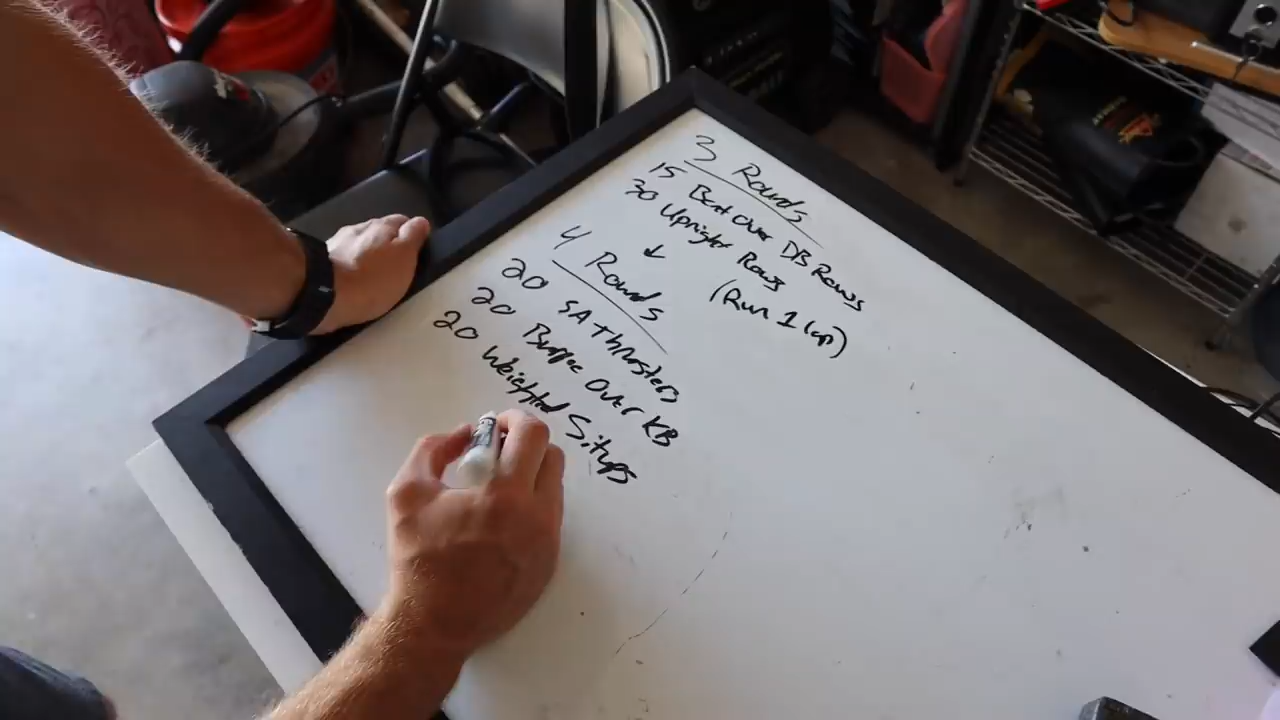 3 Rounds
15 Bent Over DB Rows
30 Upright Rows
↓ (Run 1 Lap)
4 Rounds
20 SA Thrusters
20 Burpee Over KB
20 Weighted Situps